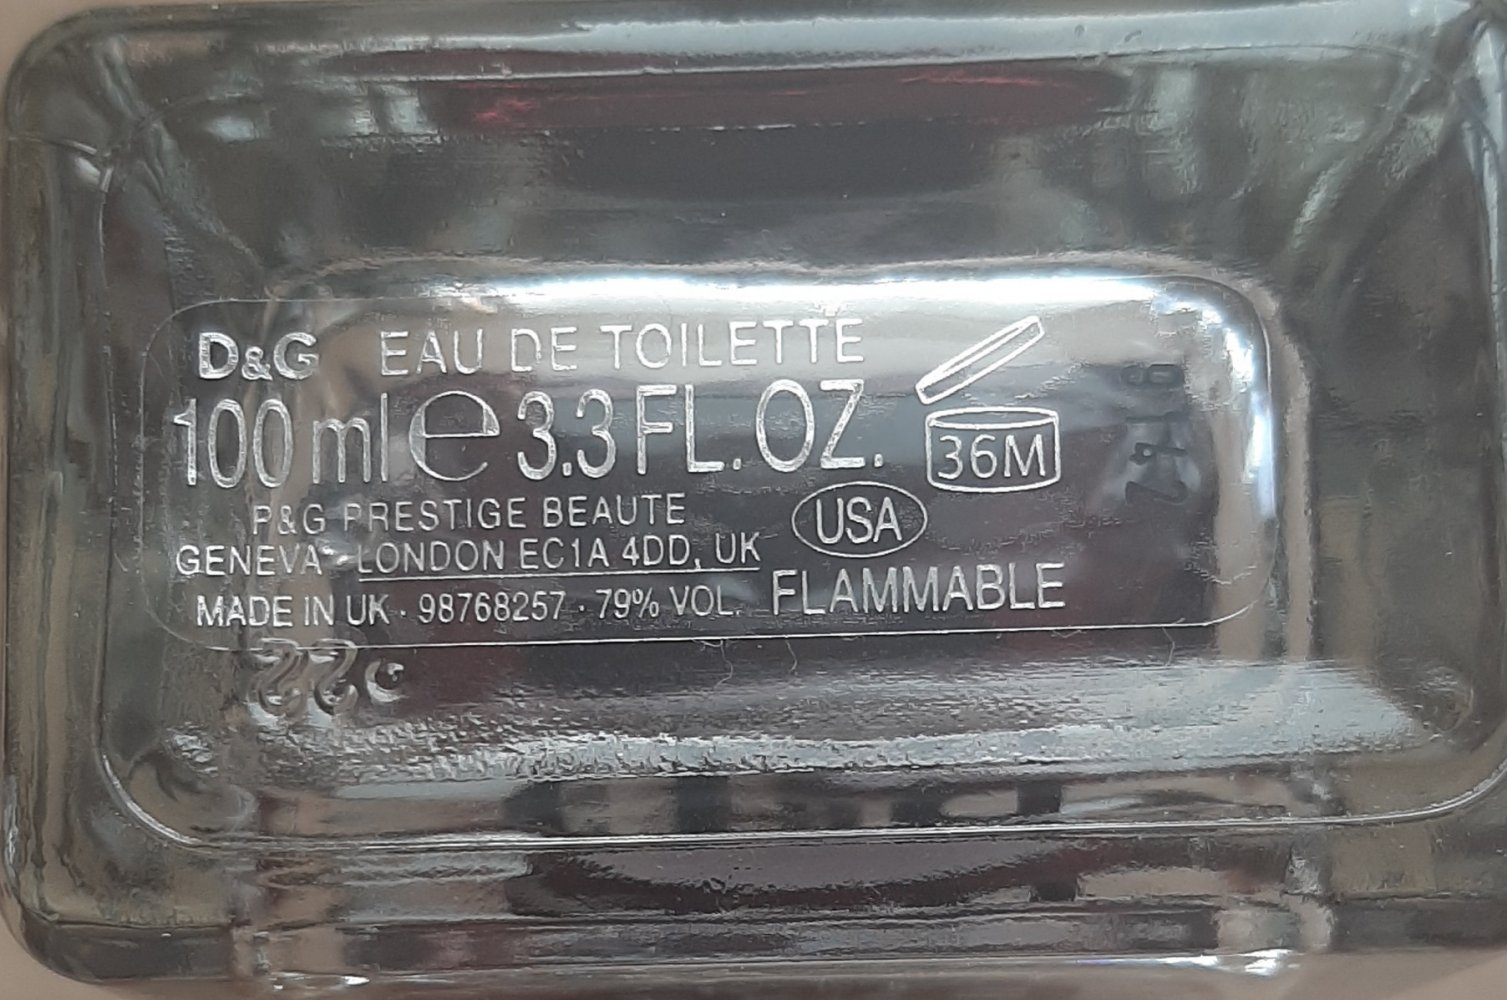 D&G EAU DE TOILETTE
100 ml ℮ 3.3 FL.OZ.
36M
P&G PRESTIGE BEAUTE
USA
GENEVA · LONDON EC1A 4DD, UK
MADE IN UK · 98768257 · 79% VOL. FLAMMABLE